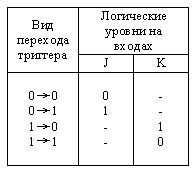 Вид перехода триггера
Логические уровни на входах
J K
0→0 0 -
0→1 1 -
1→0 - 1
1→1 - 0